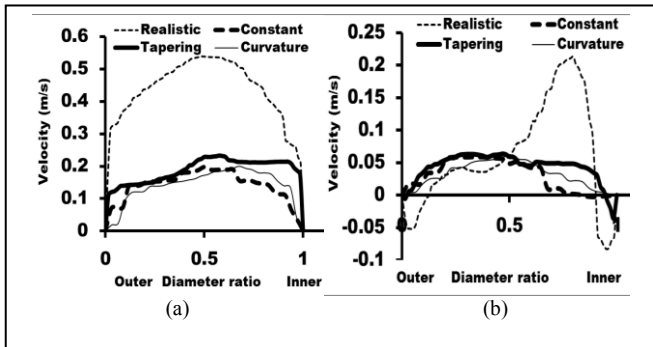 Realistic Constant
Tapering Curvature
0.6
0.5
0.4
0.3
0.2
0.1
0
Velocity (m/s)
0 0.5 1
Outer Diameter ratio Inner
(a)
Realistic Constant
Tapering Curvature
0.25
0.2
0.15
0.1
0.05
0
-0.05
-0.1
Velocity (m/s)
0 0.5 1
Outer Diameter ratio Inner
(b)